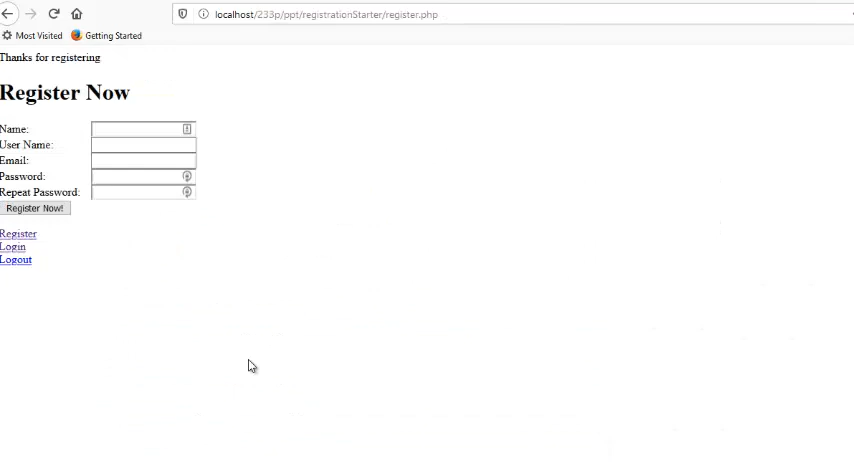 localhost/233p/ppt/registrationStarter/register.php
Most Visited Getting Started
Thanks for registering
Register Now
Name:
User Name:
Email:
Password:
Repeat Password:
Register Now!
Register
Login
Logout